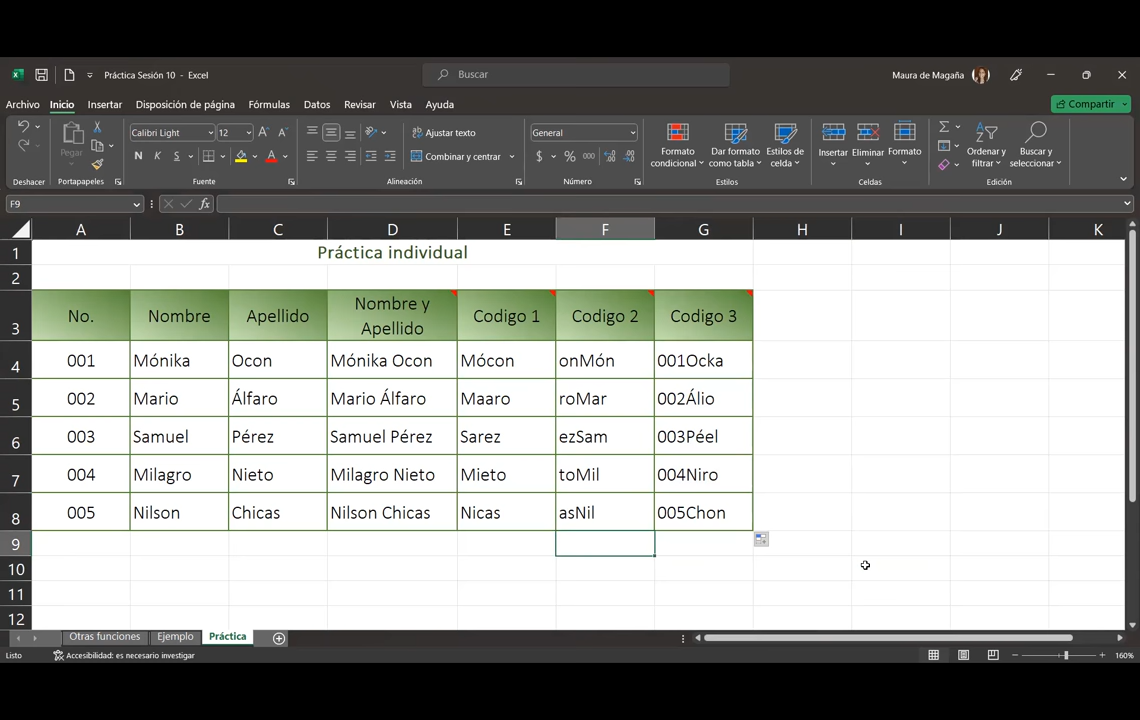 Práctica Sesión 10 - Excel
Buscar
Maura de Magaña
Archivo Inicio Insertar Disposición de página Fórmulas Datos Revisar Vista Ayuda
Compartir
Pegar
Calibri Light 12
N K S
Ajustar texto
Combinar y centrar
General
$ % 000
Formato condicional
Dar formato como tabla
Estilos de celda
Insertar
Eliminar
Formato
Ordenar y filtrar
Buscar y seleccionar
Deshacer Portapapeles Fuente Alineación Número Estilos Celdas Edición
F9 fx
A B C D E F G H I J K
1 Práctica individual
2
3 No. Nombre Apellido Nombre y Apellido Codigo 1 Codigo 2 Codigo 3
4 001 Mónika Ocon Mónika Ocon Mócon onMón 001Ocka
5 002 Mario Álfaro Mario Álfaro Maaro roMar 002Álio
6 003 Samuel Pérez Samuel Pérez Sarez ezSam 003Péel
7 004 Milagro Nieto Milagro Nieto Mieto toMil 004Niro
8 005 Nilson Chicas Nilson Chicas Nicas asNil 005Chon
9
10
11
12
Otras funciones Ejemplo Práctica
Listo Accesibilidad: es necesario investigar 160%